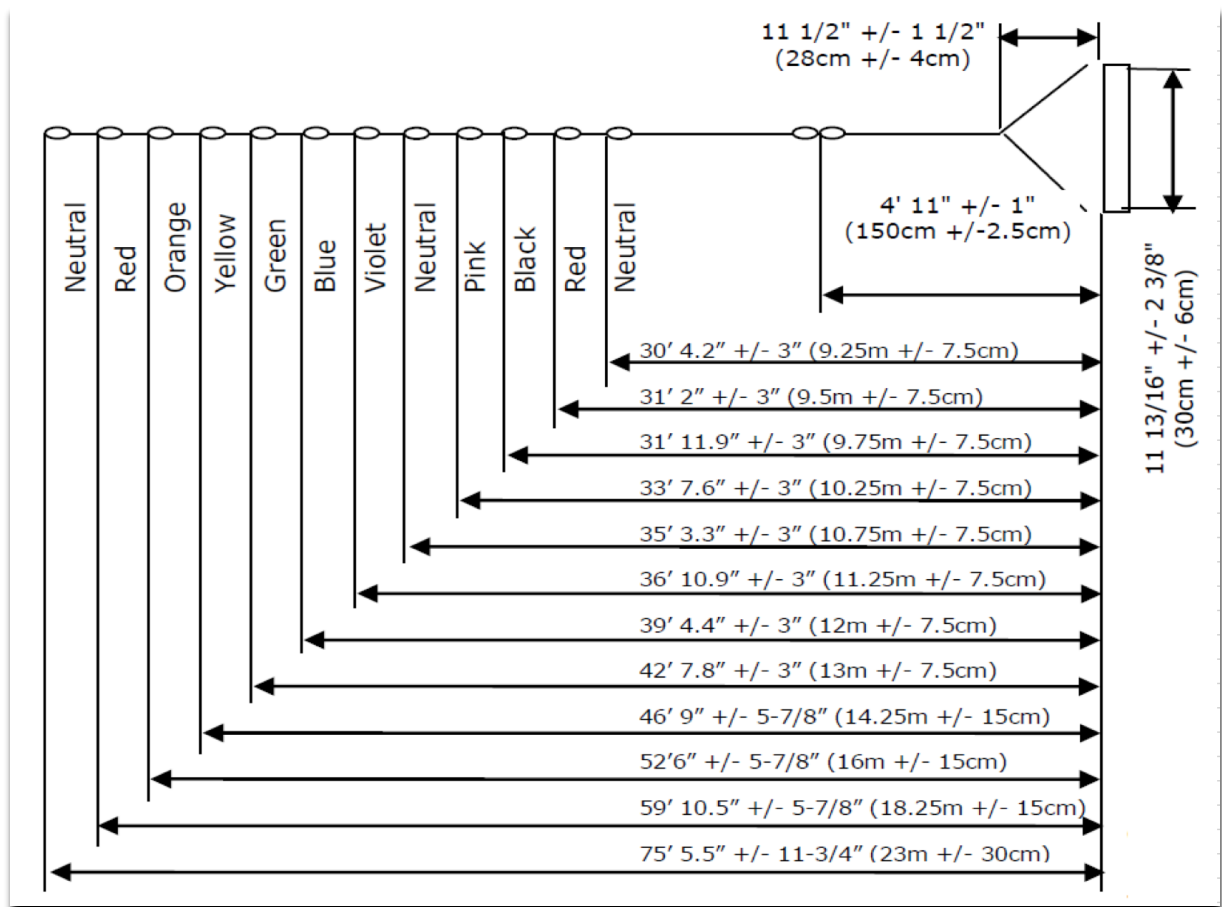 11 1/2" +/- 1 1/2"
(28cm +/- 4cm)
4' 11" +/- 1"
(150cm +/-2.5cm)
11 13/16" +/- 2 3/8"
(30cm +/- 6cm)
Neutral
Red
Orange
Yellow
Green
Blue
Violet
Neutral
Pink
Black
Red
Neutral
30′ 4.2″ +/- 3″ (9.25m +/- 7.5cm)
31′ 2″ +/- 3″ (9.5m +/- 7.5cm)
31′ 11.9″ +/- 3″ (9.75m +/- 7.5cm)
33′ 7.6″ +/- 3″ (10.25m +/- 7.5cm)
35′ 3.3″ +/- 3″ (10.75m +/- 7.5cm)
36′ 10.9″ +/- 3″ (11.25m +/- 7.5cm)
39′ 4.4″ +/- 3″ (12m +/- 7.5cm)
42′ 7.8″ +/- 3″ (13m +/- 7.5cm)
46′ 9″ +/- 5-7/8″ (14.25m +/- 15cm)
52′6″ +/- 5-7/8″ (16m +/- 15cm)
59′ 10.5″ +/- 5-7/8″ (18.25m +/- 15cm)
75′ 5.5″ +/- 11-3/4″ (23m +/- 30cm)